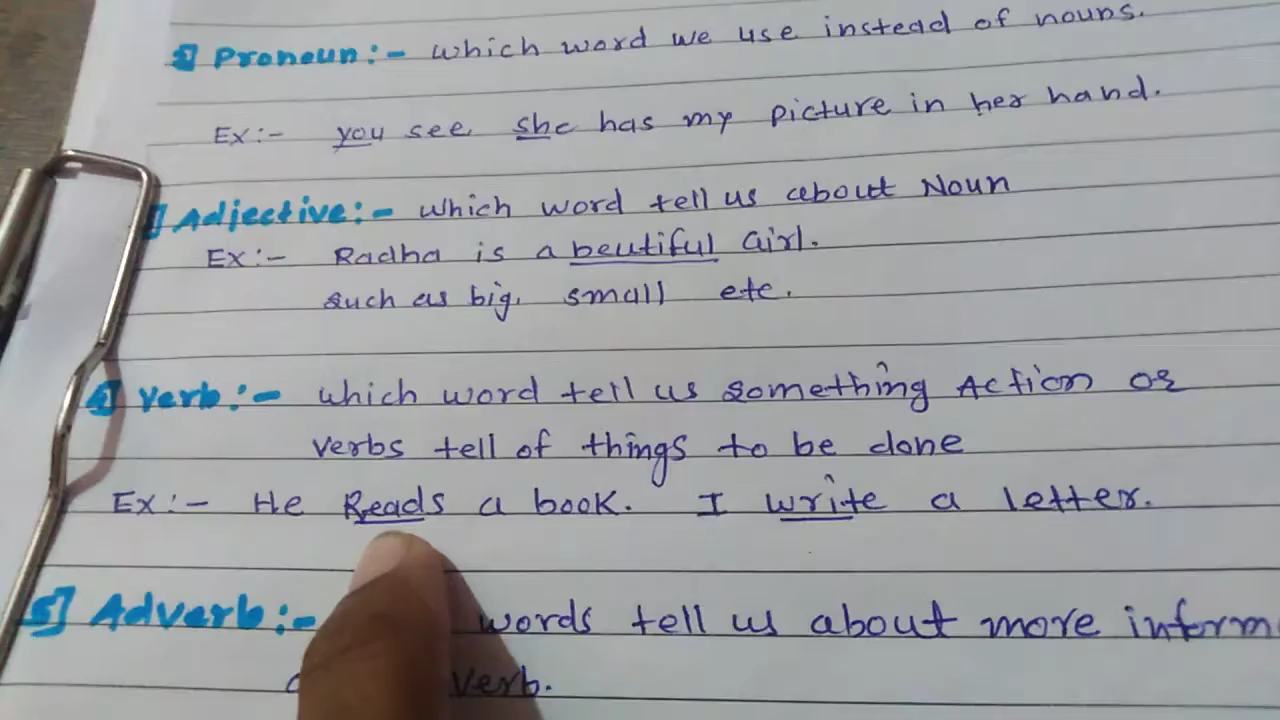 2] Pronoun:- which word we use instead of nouns.
Ex:- you see, she has my picture in her hand.
] Adjective:- which word tell us about Noun
Ex:- Radha is a beutiful girl.
such as big, small etc.
4] Verb:- which word tell us something Action or
verbs tell of things to be done
Ex:- He Reads a book. I write a letter.
5] Adverb:- words tell us about more inform
verb.